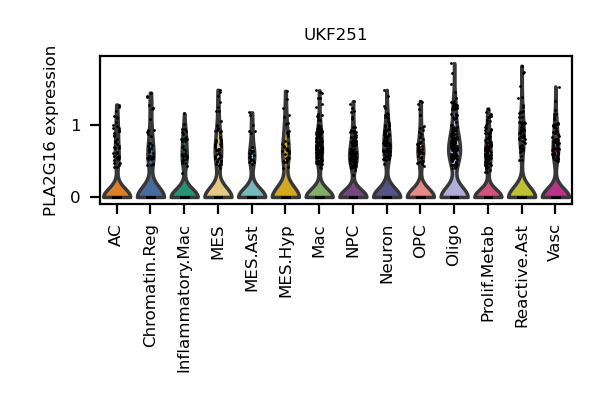 UKF251
PLA2G16 expression
1
0
AC
Chromatin.Reg
Inflammatory.Mac
MES
MES.Ast
MES.Hyp
Mac
NPC
Neuron
OPC
Oligo
Prolif.Metab
Reactive.Ast
Vasc